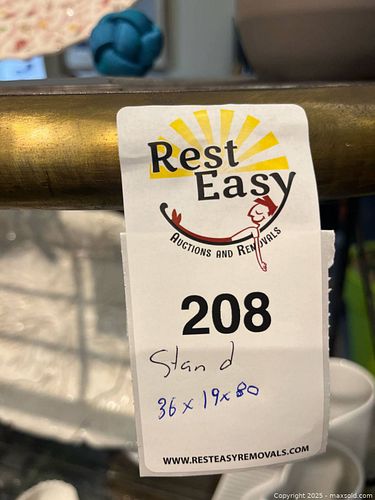 Rest
Easy
AUCTIONS AND REMOVALS
208
Stand
36 x 19 x 80
WWW.RESTEASYREMOVALS.COM
Copyright 2025 - maxsold.com